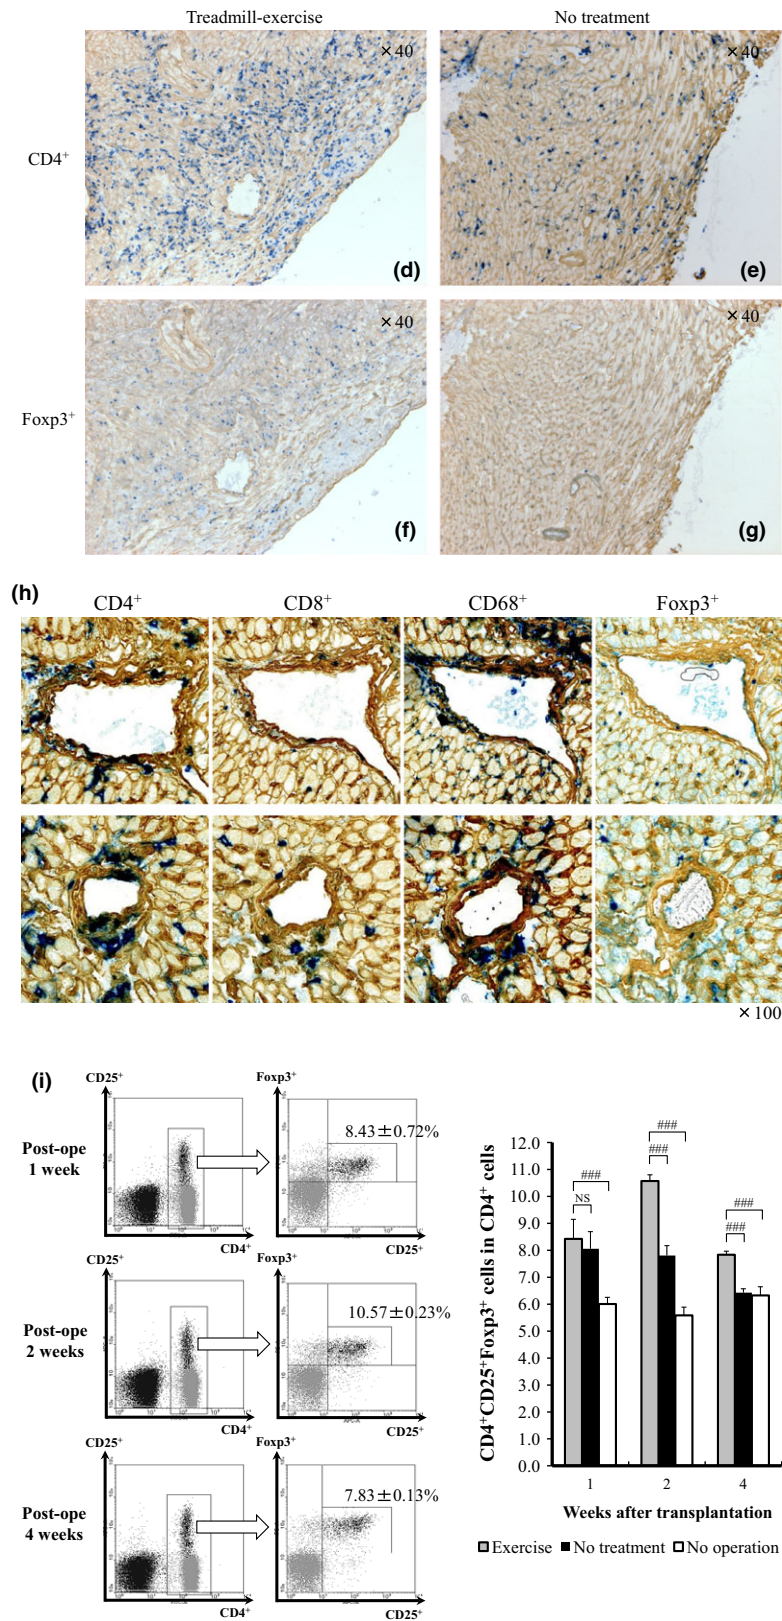 Treadmill-exercise
No treatment
×40
×40
CD4+
(d)
(e)
×40
×40
Foxp3+
(f)
(g)
(h)
CD4+
CD8+
CD68+
Foxp3+
×100
(i)
CD25+
Foxp3+
8.43±0.72%
Post-ope
1 week
CD4+
CD25+
CD25+
Foxp3+
10.57±0.23%
Post-ope
2 weeks
CD4+
CD25+
CD25+
Foxp3+
7.83±0.13%
Post-ope
4 weeks
CD4+
CD25+
CD4+CD25+Foxp3+ cells in CD4+ cells
12.0
11.0
10.0
9.0
8.0
7.0
6.0
5.0
4.0
3.0
2.0
1.0
0.0
###
NS
###
###
###
###
1
2
4
Weeks after transplantation
Exercise
No treatment
No operation